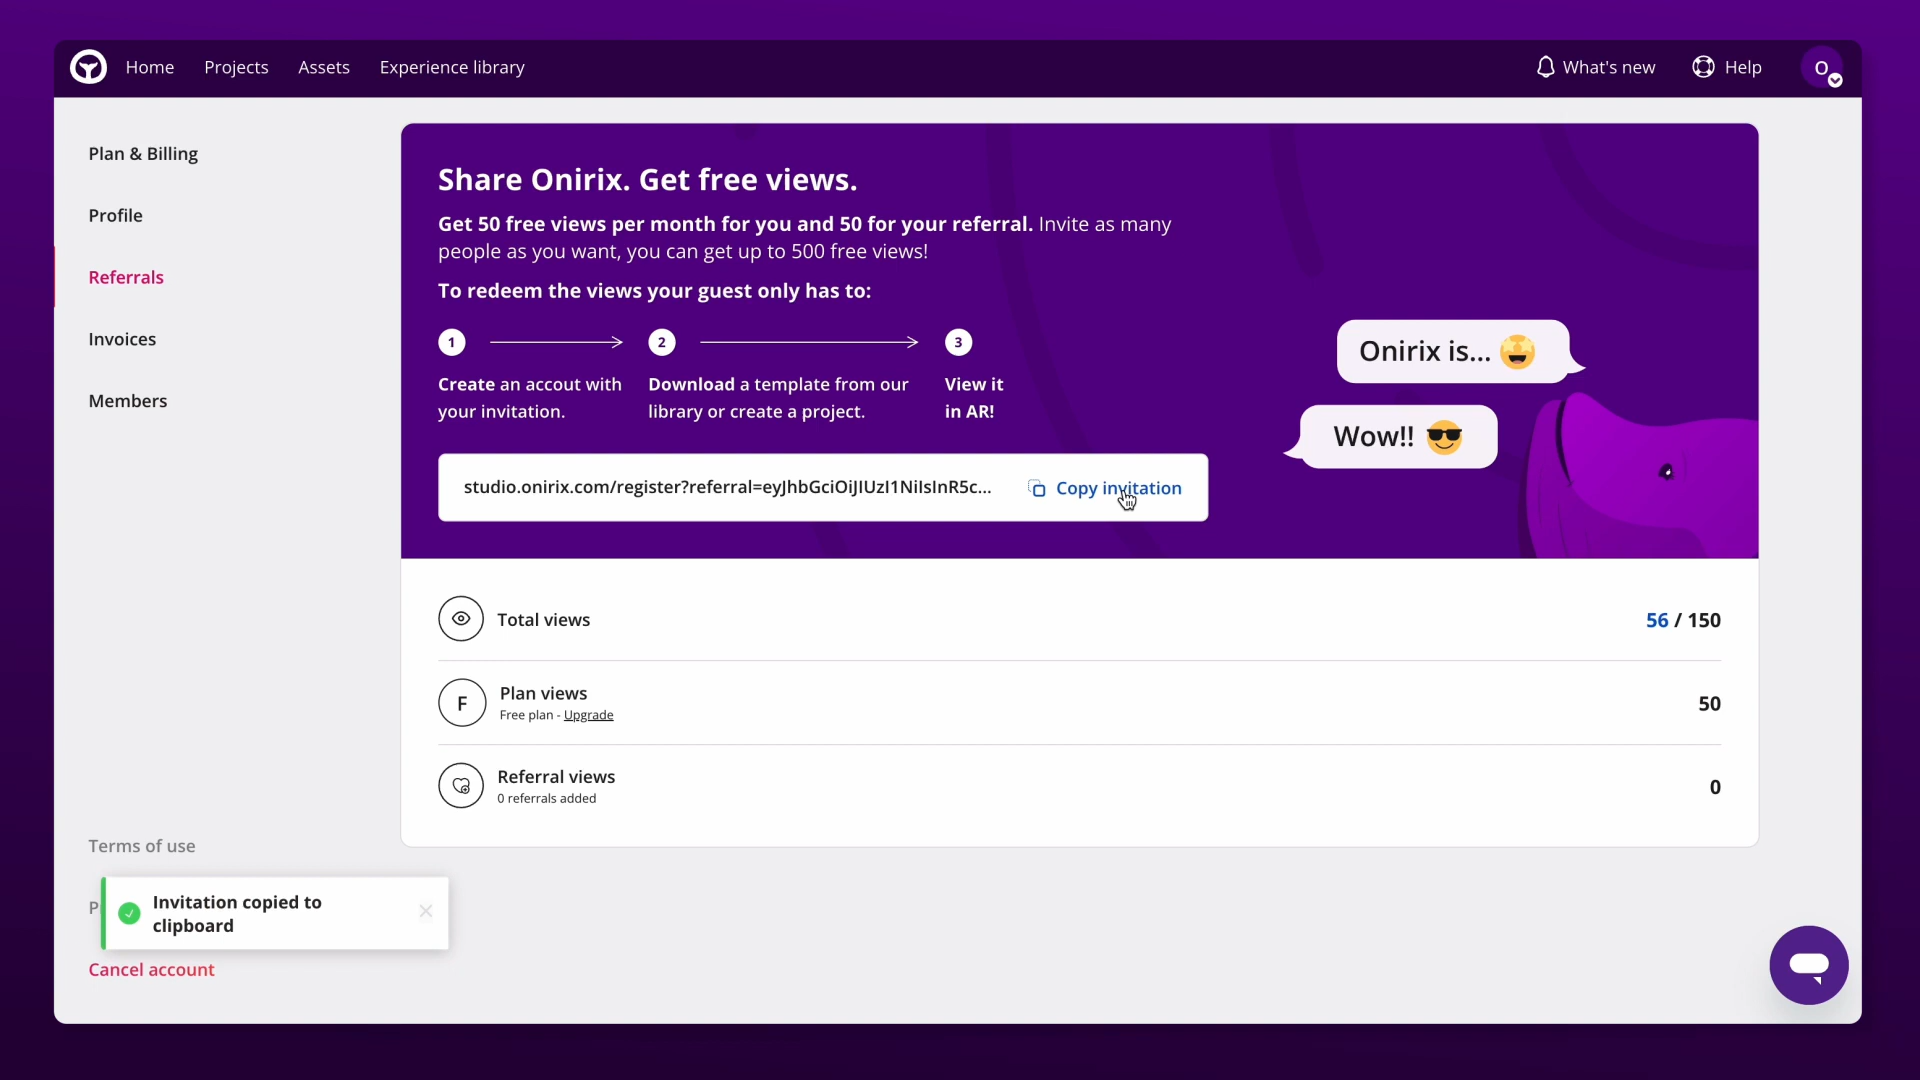 Home Projects Assets Experience library
What's new Help O
Plan & Billing
Profile
Referrals
Invoices
Members
Share Onirix. Get free views.
Get 50 free views per month for you and 50 for your referral. Invite as many
people as you want, you can get up to 500 free views!
To redeem the views your guest only has to:
1 2 3
Create an accout with
your invitation.
Download a template from our
library or create a project.
View it
in AR!
studio.onirix.com/register?referral=eyJhbGciOiJIUzI1NiIsInR5c...
Copy invitation
Onirix is...
Wow!!
Total views
56 / 150
F
Plan views
Free plan - Upgrade
50
Referral views
0 referrals added
0
Terms of use
Invitation copied to
clipboard
Cancel account